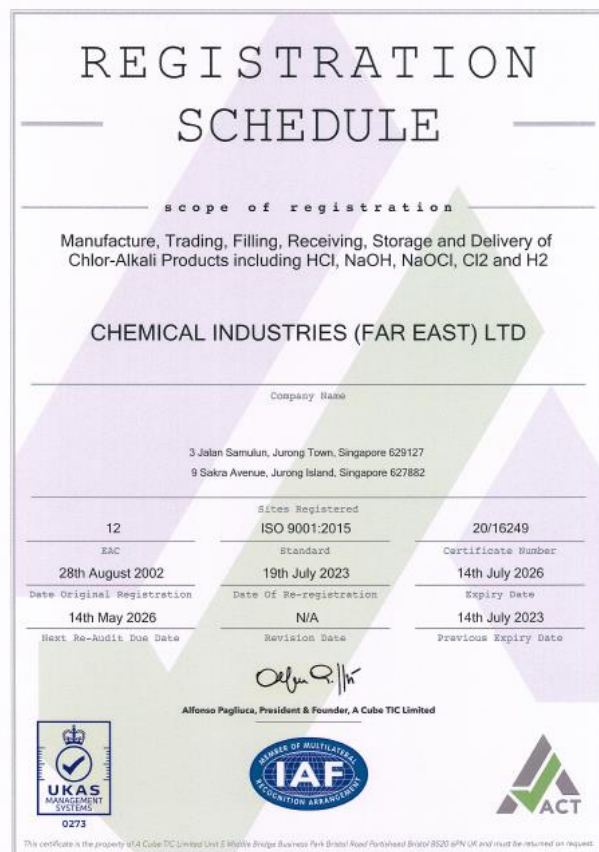 REGISTRATION
SCHEDULE
scope of registration
Manufacture, Trading, Filling, Receiving, Storage and Delivery of
Chlor-Alkali Products including HCl, NaOH, NaOCl, Cl2 and H2
CHEMICAL INDUSTRIES (FAR EAST) LTD
Company Name
3 Jalan Samulun, Jurong Town, Singapore 629127
9 Sakra Avenue, Jurong Island, Singapore 627882
Sites Registered
12 ISO 9001:2015 20/16249
EAC Standard Certificate Number
28th August 2002 19th July 2023 14th July 2026
Date Original Registration Date Of Re-registration Expiry Date
14th May 2026 N/A 14th July 2023
Next Re-Audit Due Date Revision Date Previous Expiry Date
Alfonso Pagliuca, President & Founder, A Cube TIC Limited
UKAS
MANAGEMENT
SYSTEMS
0273
MEMBER OF MULTILATERAL
IAF
RECOGNITION ARRANGEMENT
ACT
This certificate is the property of A Cube TIC Limited Unit 5 Middle Bridge Business Park Bristol Road Portishead Bristol BS20 6PN UK and must be returned on request.